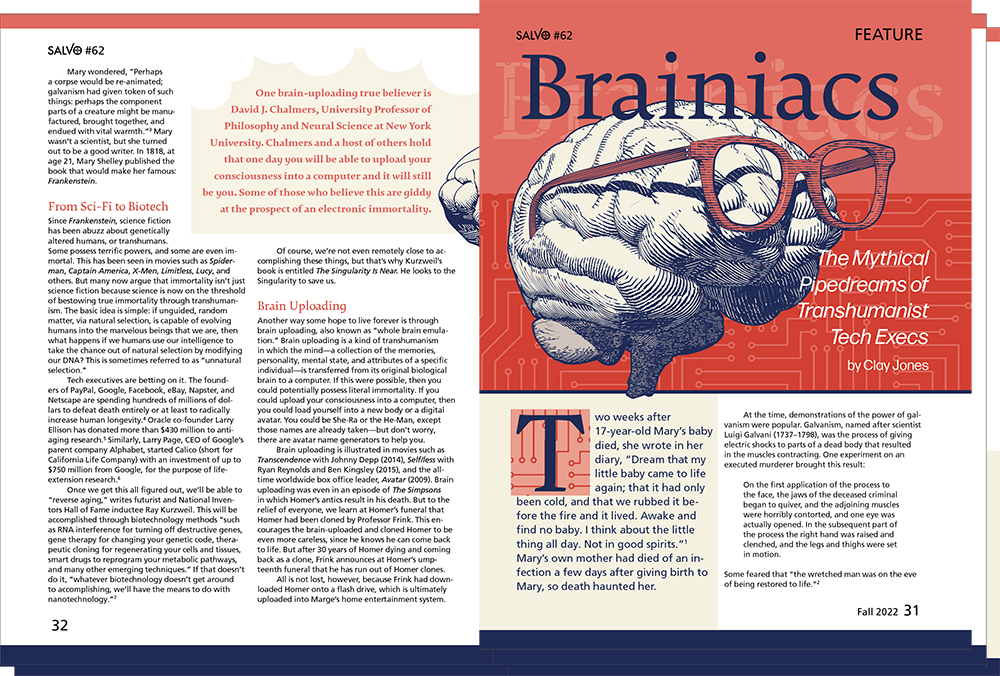 SALVO #62
Mary wondered, “Perhaps
a corpse would be re-animated;
galvanism had given token of such
things: perhaps the component
parts of a creature might be manu-
factured, brought together, and
endued with vital warmth.”3 Mary
wasn’t a scientist, but she turned
out to be a good writer. In 1818, at
age 21, Mary Shelley published the
book that would make her famous:
Frankenstein.
From Sci-Fi to Biotech
Since Frankenstein, science fiction
has been abuzz about genetically
altered humans, or transhumans.
Some possess terrific powers, and some are even im-
mortal. This has been seen in movies such as Spider-
man, Captain America, X-Men, Limitless, Lucy, and
others. But many now argue that immortality isn’t just
science fiction because science is now on the threshold
of bestowing true immortality through transhuman-
ism. The basic idea is simple: if unguided, random
matter, via natural selection, is capable of evolving
humans into the marvelous beings that we are, then
what happens if we humans use our intelligence to
take the chance out of natural selection by modifying
our DNA? This is sometimes referred to as “unnatural
selection.”
Tech executives are betting on it. The found-
ers of PayPal, Google, Facebook, eBay, Napster, and
Netscape are spending hundreds of millions of dol-
lars to defeat death entirely or at least to radically
increase human longevity.4 Oracle co-founder Larry
Ellison has donated more than $430 million to anti-
aging research.5 Similarly, Larry Page, CEO of Google’s
parent company Alphabet, started Calico (short for
California Life Company) with an investment of up to
$750 million from Google, for the purpose of life-
extension research.6
Once we get this all figured out, we’ll be able to
“reverse aging,” writes futurist and National Inven-
tors Hall of Fame inductee Ray Kurzweil. This will be
accomplished through biotechnology methods “such
as RNA interference for turning off destructive genes,
gene therapy for changing your genetic code, thera-
peutic cloning for regenerating your cells and tissues,
smart drugs to reprogram your metabolic pathways,
and many other emerging techniques.” If that doesn’t
do it, “whatever biotechnology doesn’t get around
to accomplishing, we’ll have the means to do with
nanotechnology.”7
One brain-uploading true believer is
David J. Chalmers, University Professor of
Philosophy and Neural Science at New York
University. Chalmers and a host of others hold
that one day you will be able to upload your
consciousness into a computer and it will still
be you. Some of those who believe this are giddy
at the prospect of an electronic immortality.
Of course, we’re not even remotely close to ac-
complishing these things, but that’s why Kurzweil’s
book is entitled The Singularity Is Near. He looks to the
Singularity to save us.
Brain Uploading
Another way some hope to live forever is through
brain uploading, also known as “whole brain emula-
tion.” Brain uploading is a kind of transhumanism
in which the mind—a collection of the memories,
personality, mental state, and attributes of a specific
individual—is transferred from its original biological
brain to a computer. If this were possible, then you
could potentially possess literal immortality. If you
could upload your consciousness into a computer, then
you could load yourself into a new body or a digital
avatar. You could be She-Ra or the He-Man, except
those names are already taken—but don’t worry,
there are avatar name generators to help you.
Brain uploading is illustrated in movies such as
Transcendence with Johnny Depp (2014), Self/less with
Ryan Reynolds and Ben Kingsley (2015), and the all-
time worldwide box office leader, Avatar (2009). Brain
uploading was even in an episode of The Simpsons
in which Homer’s antics result in his death. But to the
relief of everyone, we learn at Homer’s funeral that
Homer had been cloned by Professor Frink. This en-
courages the brain-uploaded and cloned Homer to be
even more careless, since he knows he can come back
to life. But after 30 years of Homer dying and coming
back as a clone, Frink announces at Homer’s ump-
teenth funeral that he has run out of Homer clones.
All is not lost, however, because Frink had down-
loaded Homer onto a flash drive, which is ultimately
uploaded into Marge’s home entertainment system.
32
SALVO #62
FEATURE
Brainiacs
Brainiacs
The Mythical
Pipedreams of
Transhumanist
Tech Execs
by Clay Jones
Two weeks after
17-year-old Mary’s baby
died, she wrote in her
diary, “Dream that my
little baby came to life
again; that it had only
been cold, and that we rubbed it be-
fore the fire and it lived. Awake and
find no baby. I think about the little
thing all day. Not in good spirits.”1
Mary’s own mother had died of an in-
fection a few days after giving birth to
Mary, so death haunted her.
At the time, demonstrations of the power of gal-
vanism were popular. Galvanism, named after scientist
Luigi Galvani (1737–1798), was the process of giving
electric shocks to parts of a dead body that resulted
in the muscles contracting. One experiment on an
executed murderer brought this result:
On the first application of the process to
the face, the jaws of the deceased criminal
began to quiver, and the adjoining muscles
were horribly contorted, and one eye was
actually opened. In the subsequent part of
the process the right hand was raised and
clenched, and the legs and thighs were set
in motion.
Some feared that “the wretched man was on the eve
of being restored to life.”2
Fall 2022 31